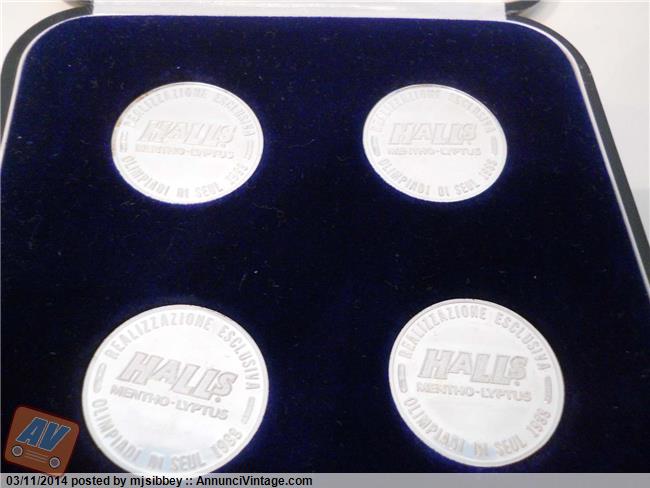 REALIZZAZIONE ESCLUSIVA
HALLS
MENTHO-LYPTUS
OLIMPIADI DI SEUL 1988
REALIZZAZIONE ESCLUSIVA
HALLS
MENTHO-LYPTUS
OLIMPIADI DI SEUL 1988
REALIZZAZIONE ESCLUSIVA
HALLS®
MENTHO-LYPTUS
OLIMPIADI DI SEUL 1988
REALIZZAZIONE ESCLUSIVA
HALLS®
MENTHO-LYPTUS
OLIMPIADI DI SEUL 1988
AV
03/11/2014 posted by mjsibbey :: AnnunciVintage.com